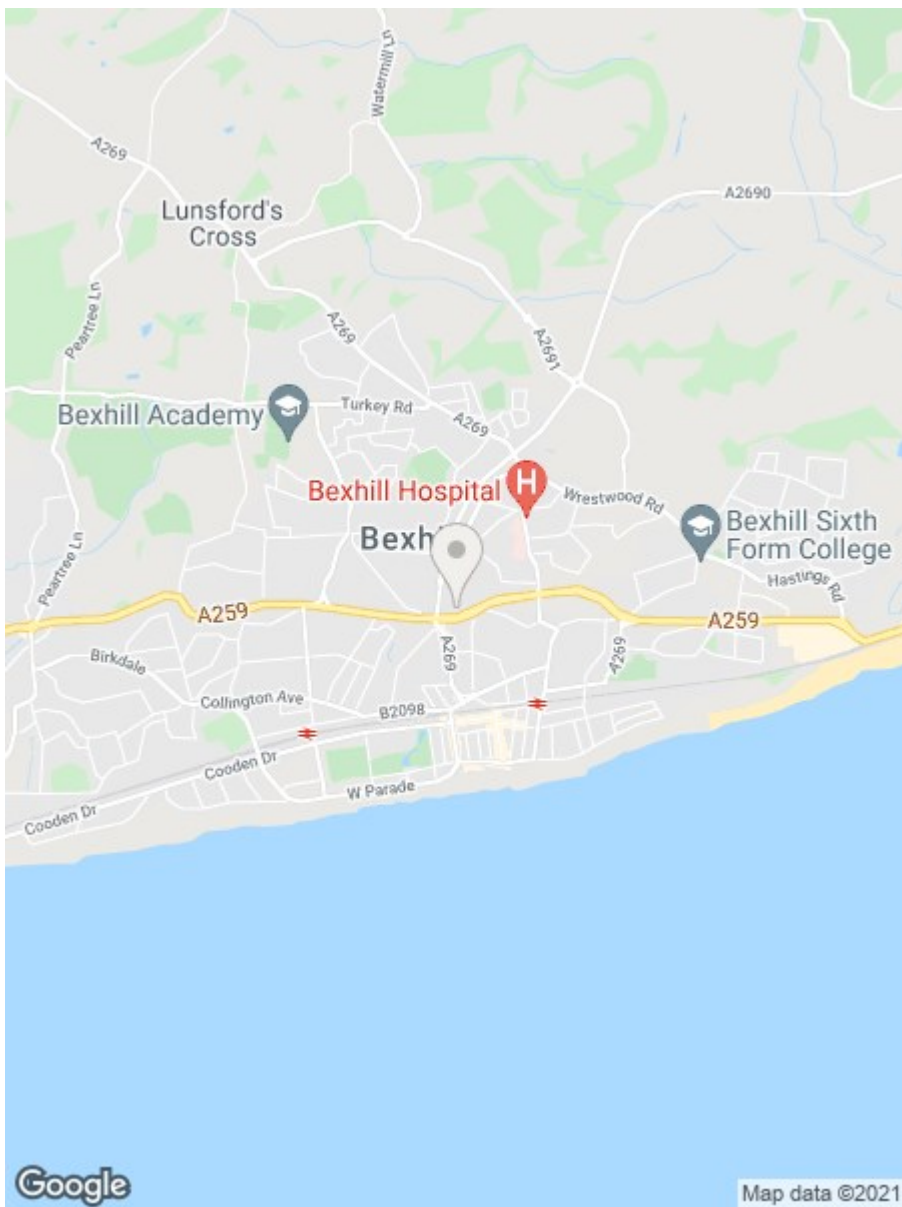 Watermill Ln
A269
A2690
Lunsford's
Cross
Peartree Ln
A269
A2691
Bexhill Academy
Turkey Rd
A269
Bexhill Hospital
H
Wrestwood Rd
Bexhill Sixth
Form College
Peartree Ln
Hastings Rd
A259
A259
Birkdale
A269
A269
Collington Ave
B2098
Cooden Dr
W Parade
Cooden Dr
Google
Map data ©2021